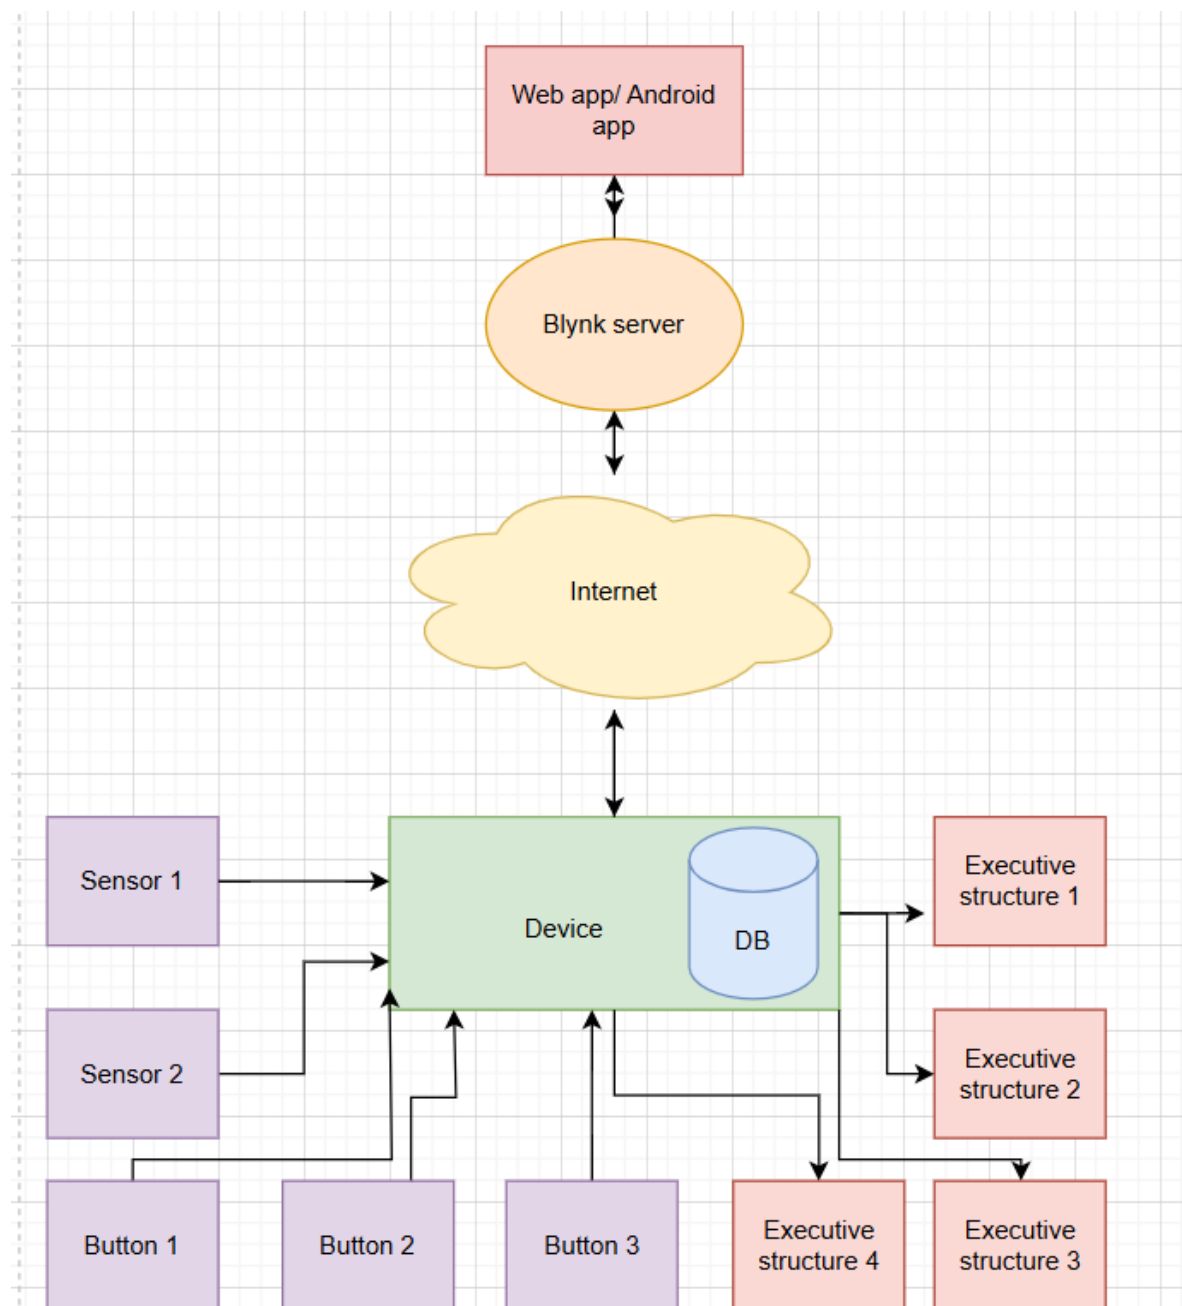 Web app/ Android
app
Blynk server
Internet
Sensor 1
Device
DB
Executive
structure 1
Sensor 2
Executive
structure 2
Button 1
Button 2
Button 3
Executive
structure 4
Executive
structure 3